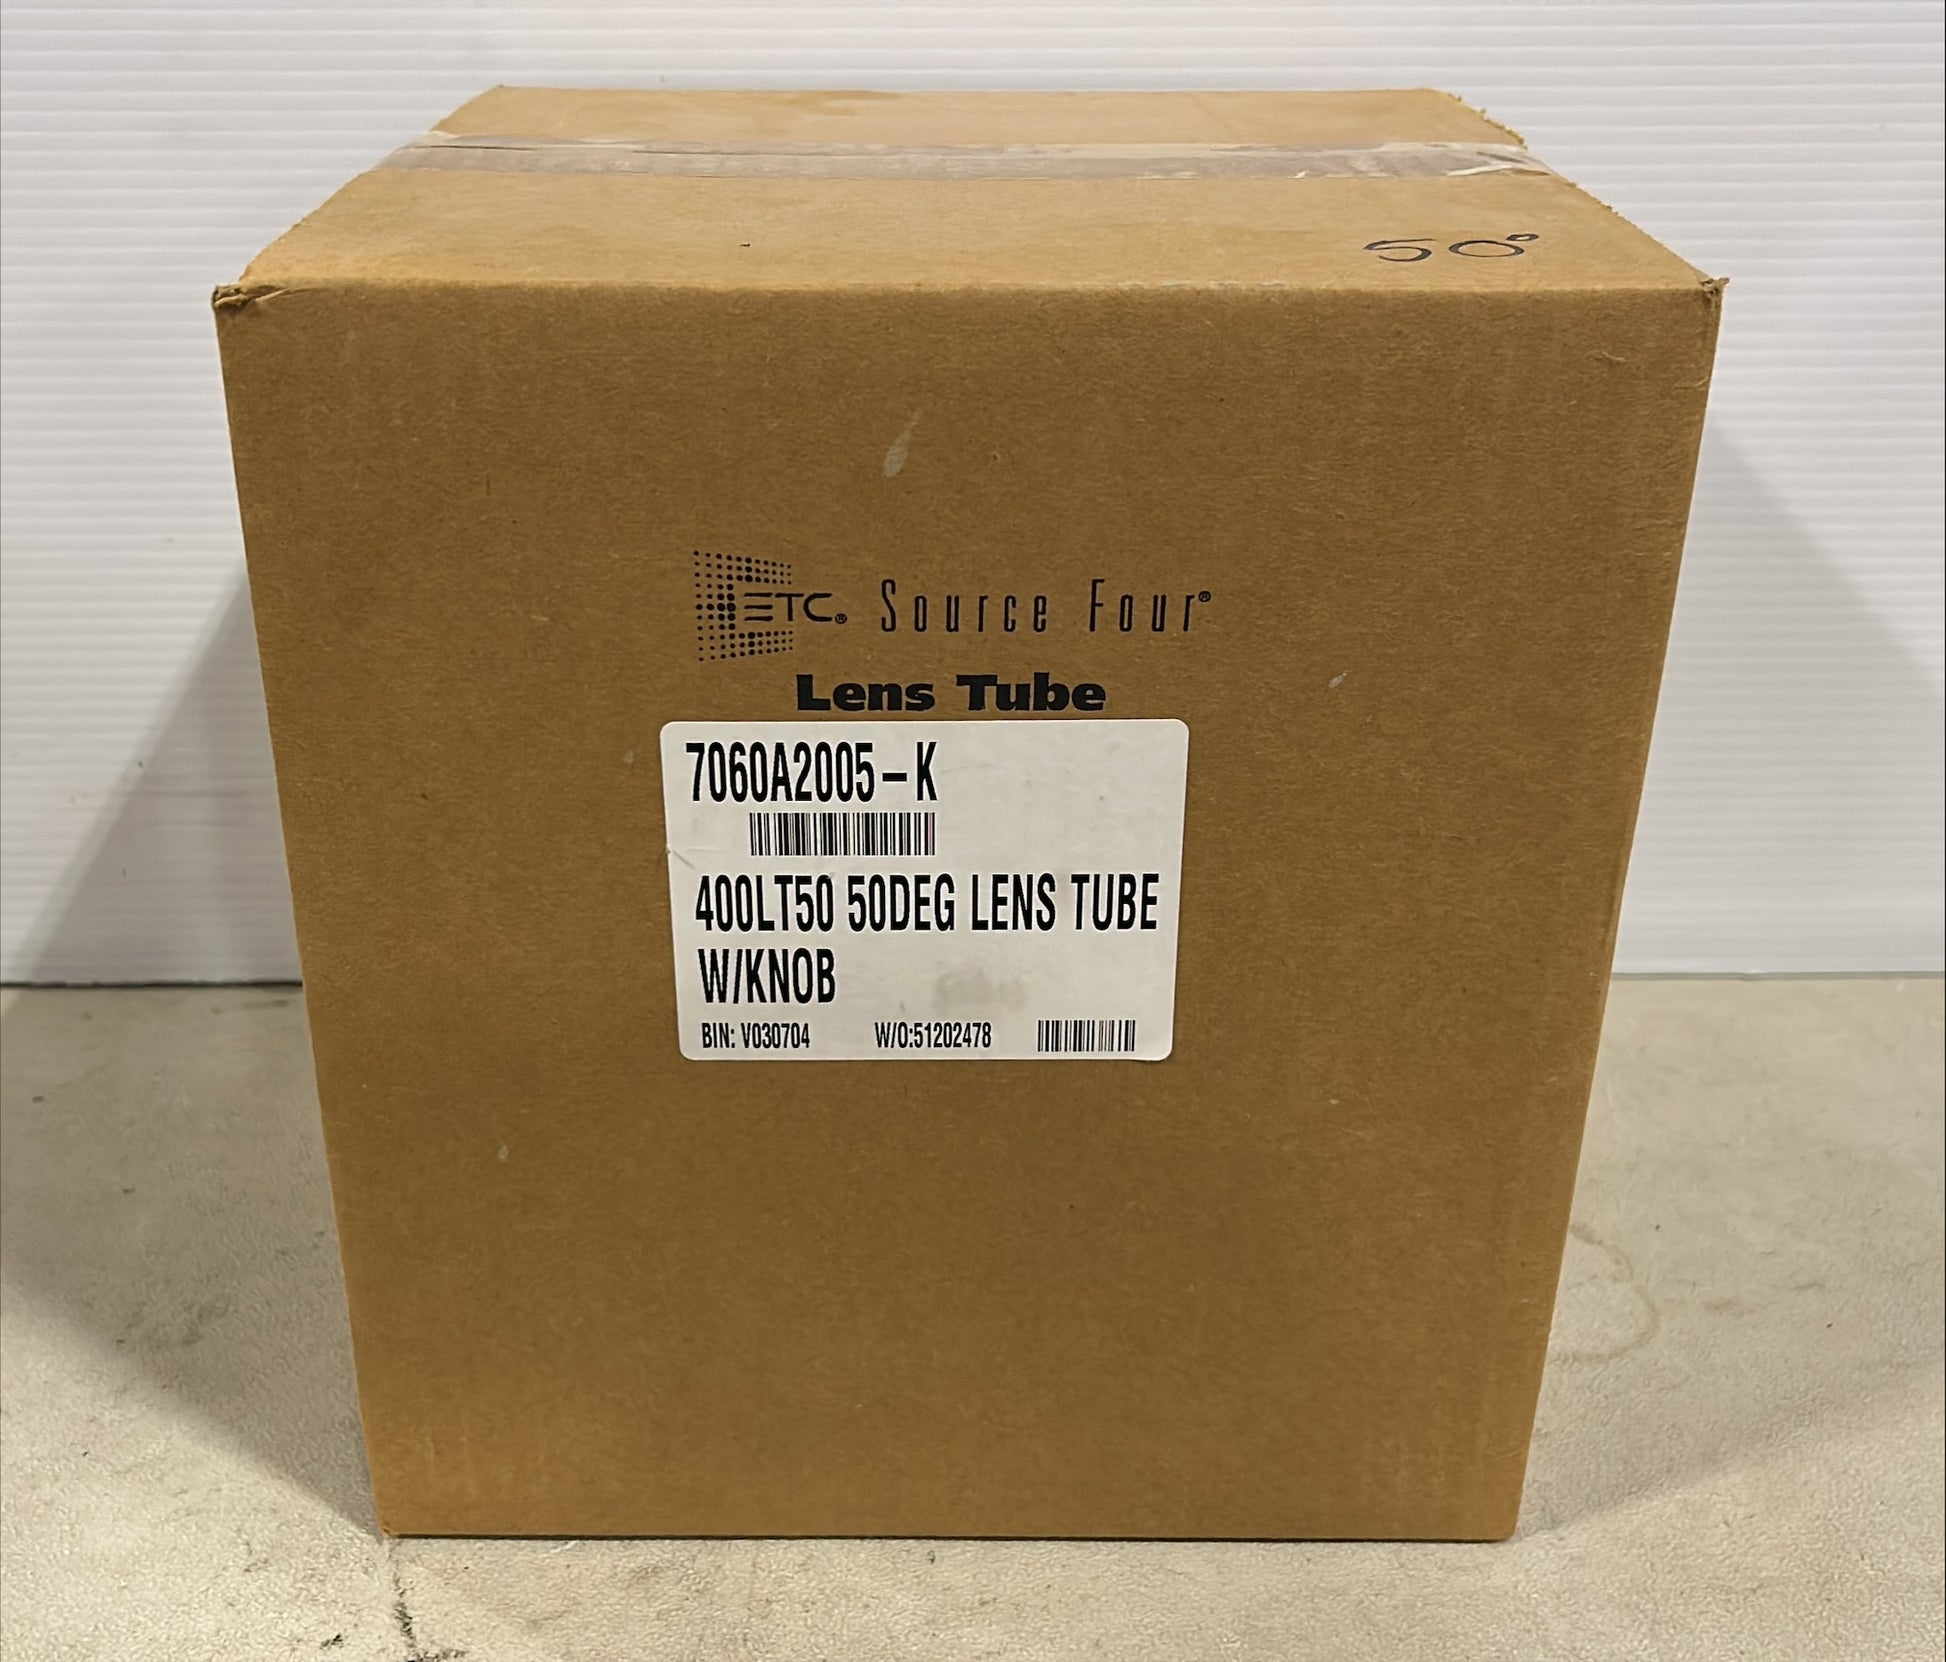 50°
ETC® Source Four®
Lens Tube
7060A2005-K
400LT50 50DEG LENS TUBE
W/KNOB
BIN: V030704 W/O:51202478